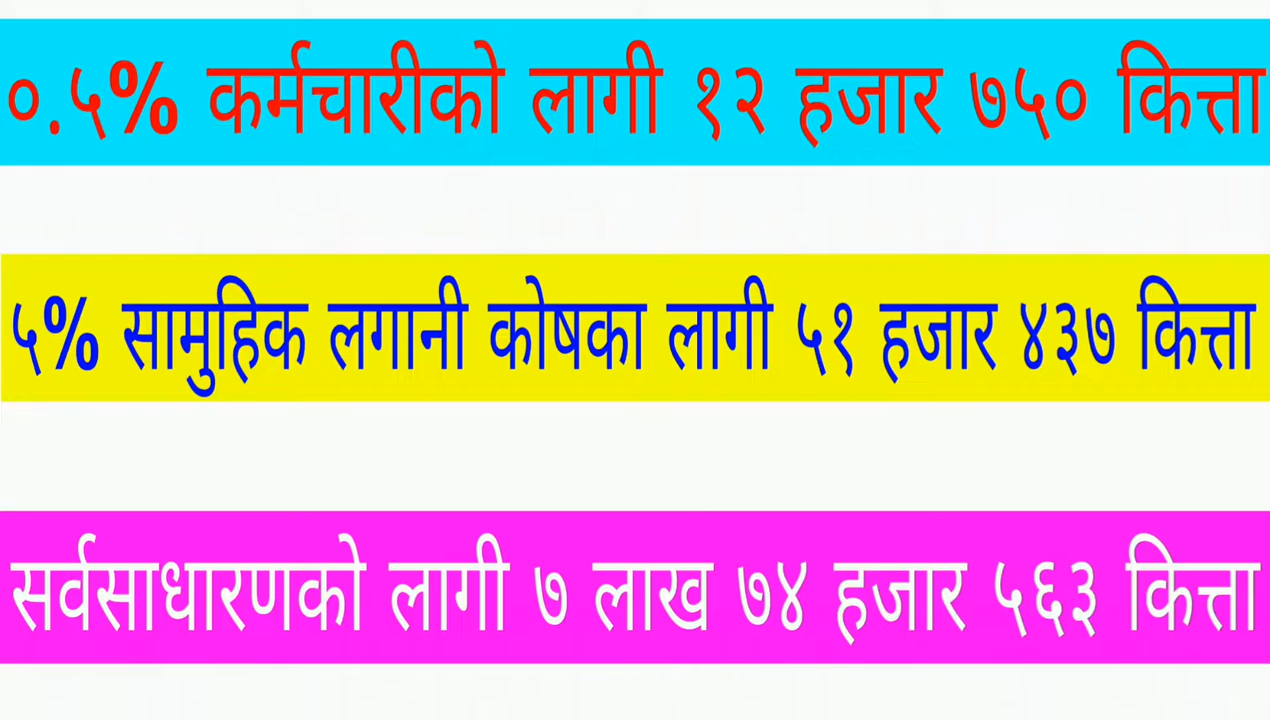 ०.५% कर्मचारीको लागी १२ हजार ७५० कित्ता
५% सामुहिक लगानी कोषका लागी ५१ हजार ४३७ कित्ता
सर्वसाधारणको लागी ७ लाख ७४ हजार ५६३ कित्ता